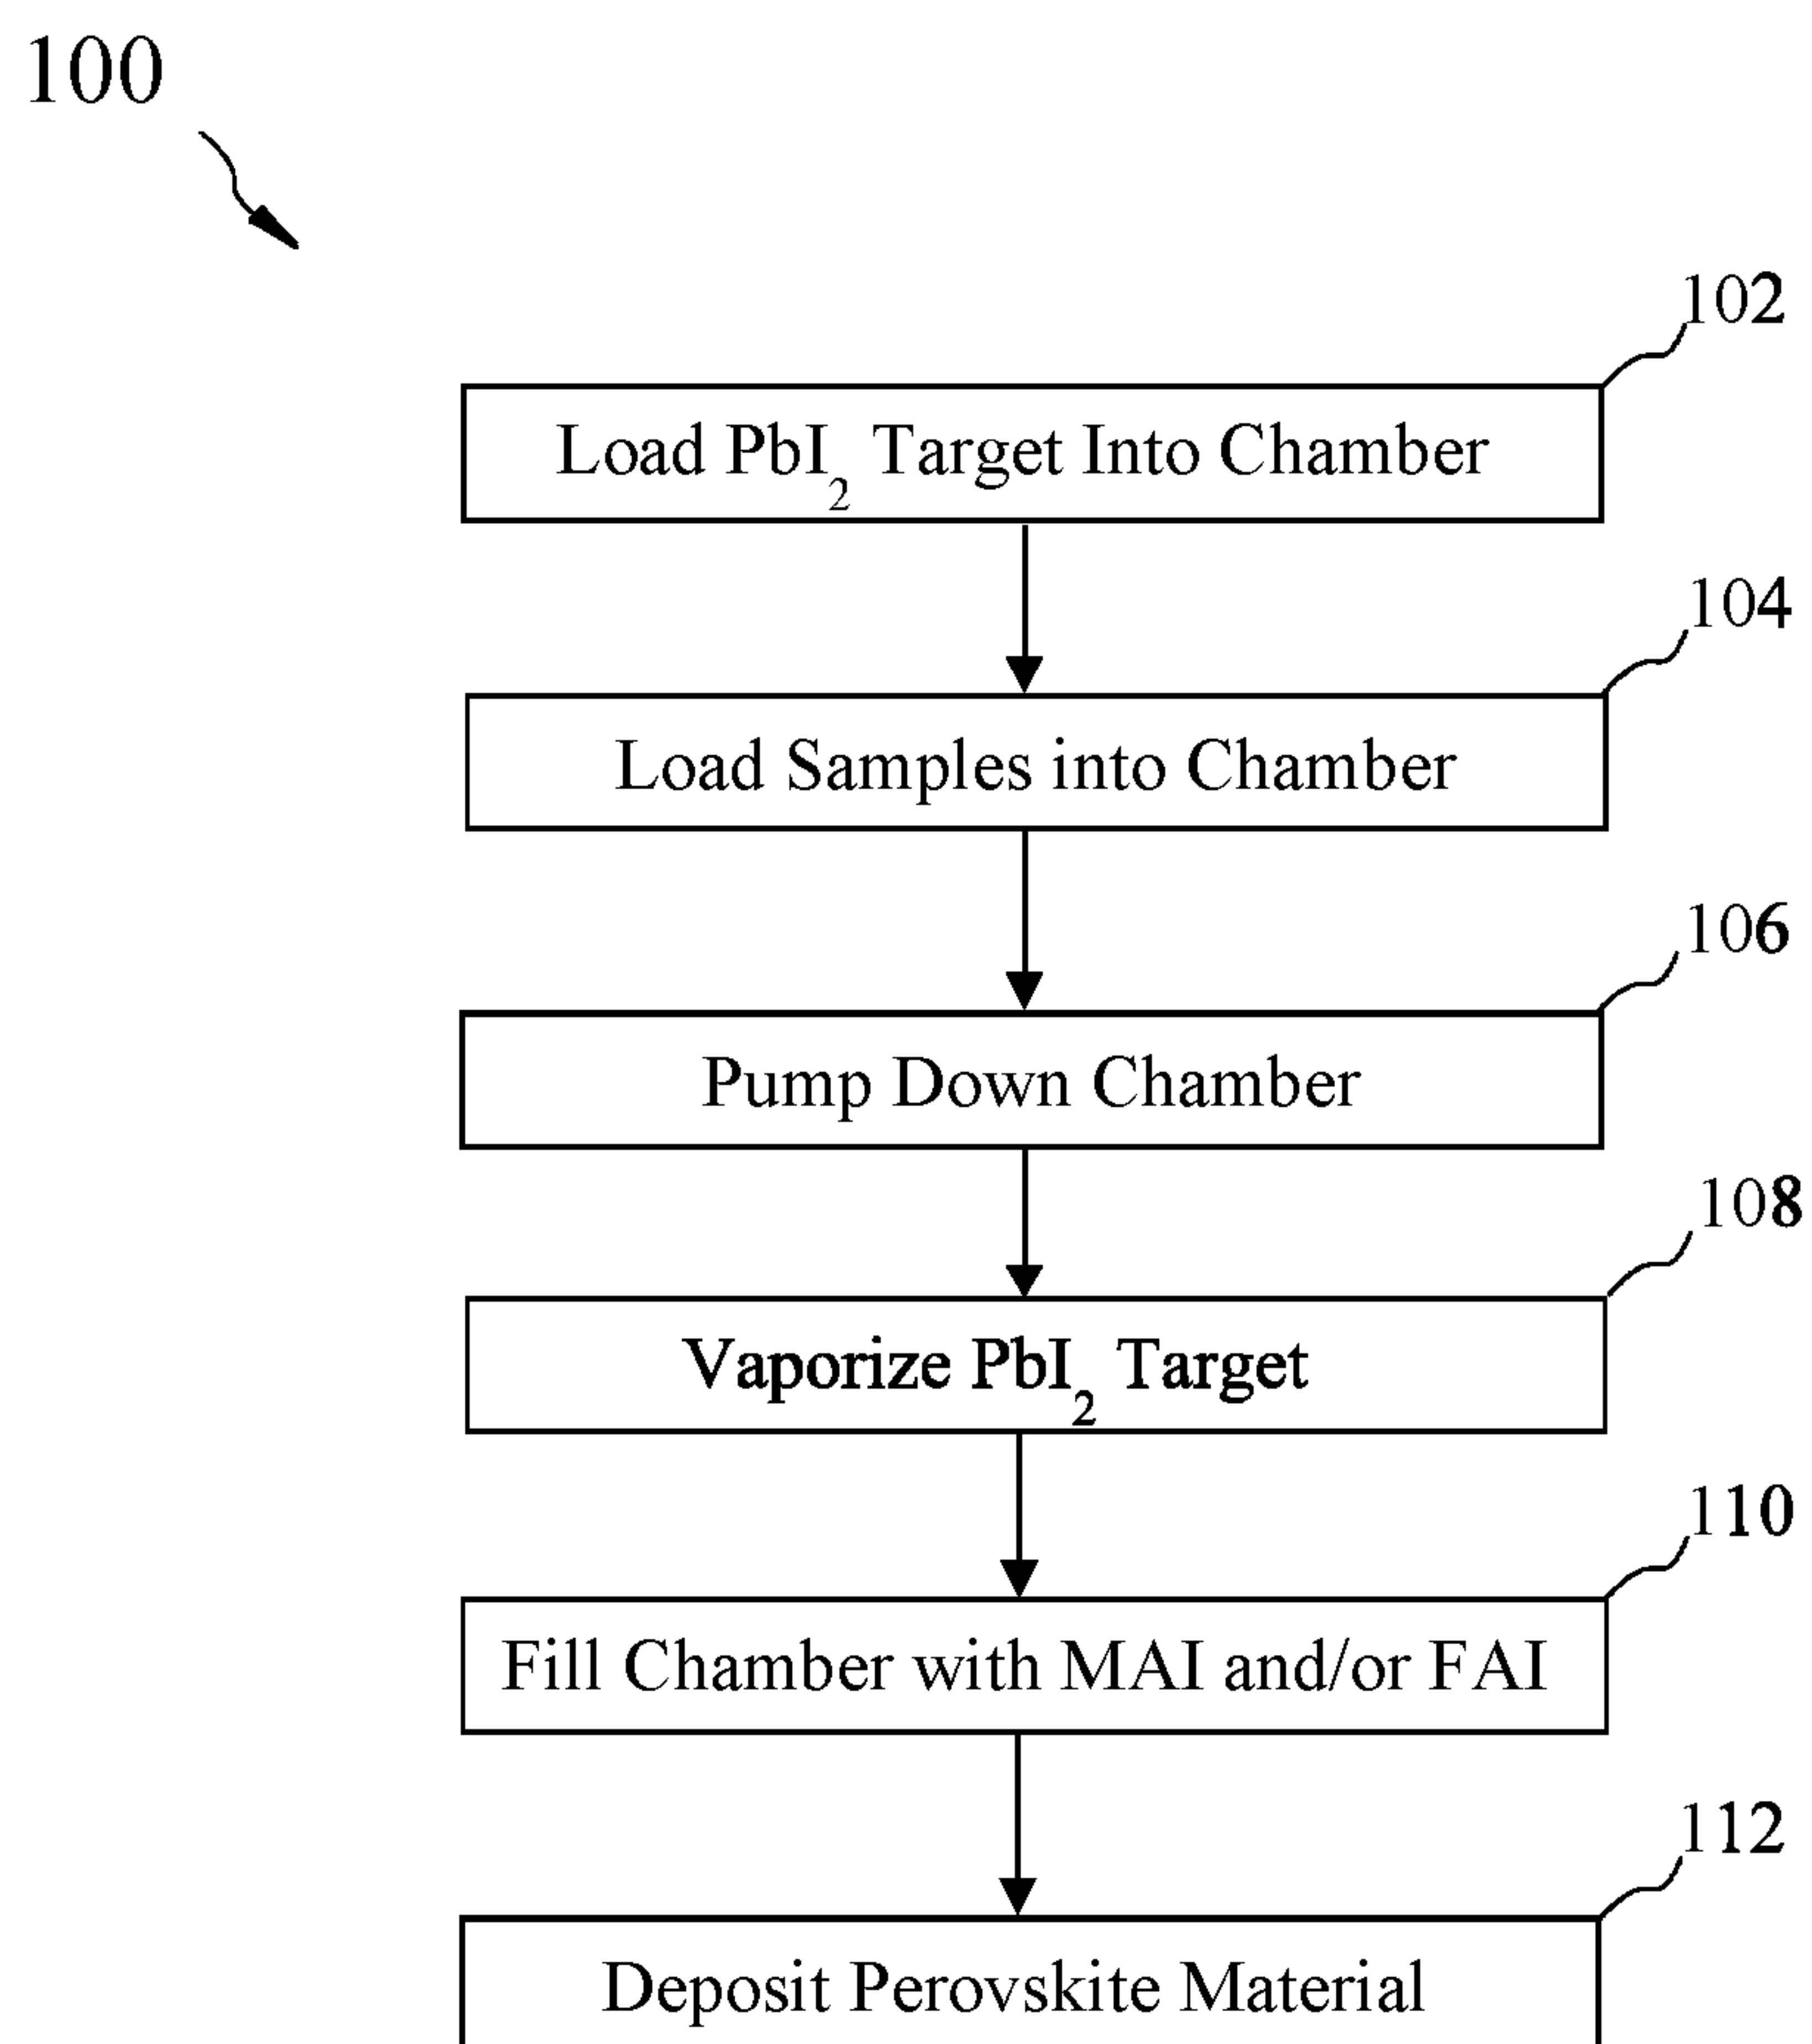 100
102
Load PbI₂ Target Into Chamber
104
Load Samples into Chamber
106
Pump Down Chamber
108
Vaporize PbI₂ Target
110
Fill Chamber with MAI and/or FAI
112
Deposit Perovskite Material